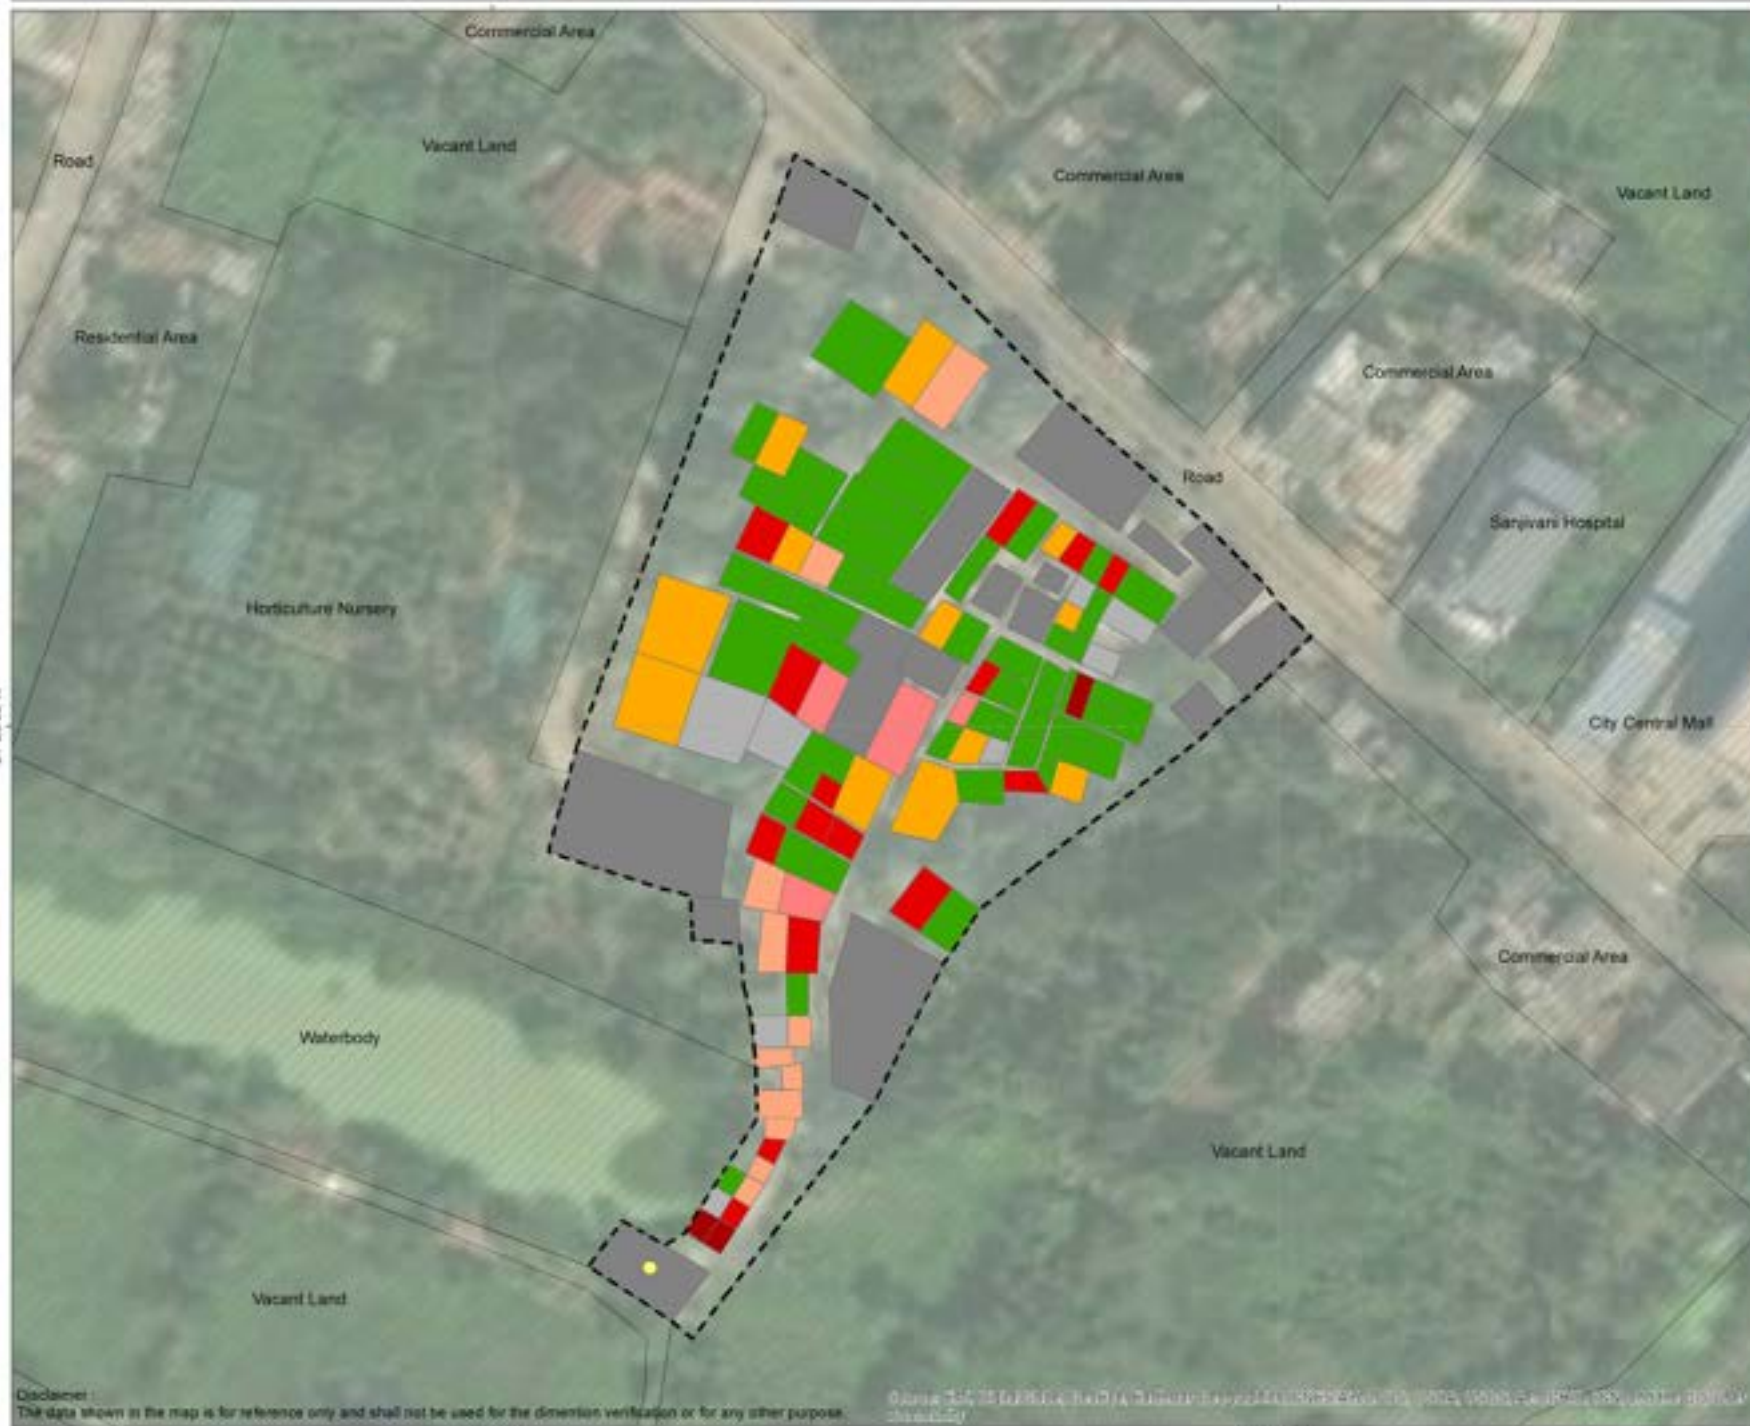 Commercial Area
Vacant Land
Road
Commercial Area
Vacant Land
Residential Area
Commercial Area
Road
Sanjivani Hospital
Horticulture Nursery
City Central Mall
Commercial Area
Waterbody
Vacant Land
Vacant Land
Disclaimer :
The data shown in the map is for reference only and shall not be used for the dimention verification or for any other purpose.